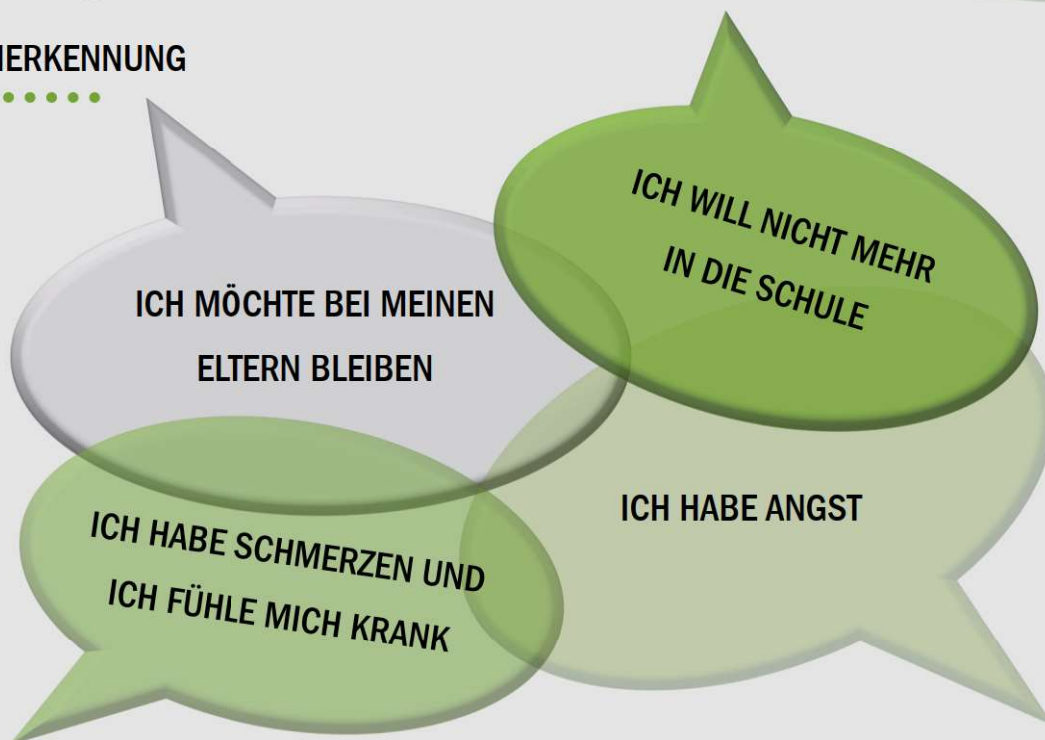 ICH WILL NICHT MEHR
IN DIE SCHULE
ICH MÖCHTE BEI MEINEN
ELTERN BLEIBEN
ICH HABE ANGST
ICH HABE SCHMERZEN UND
ICH FÜHLE MICH KRANK